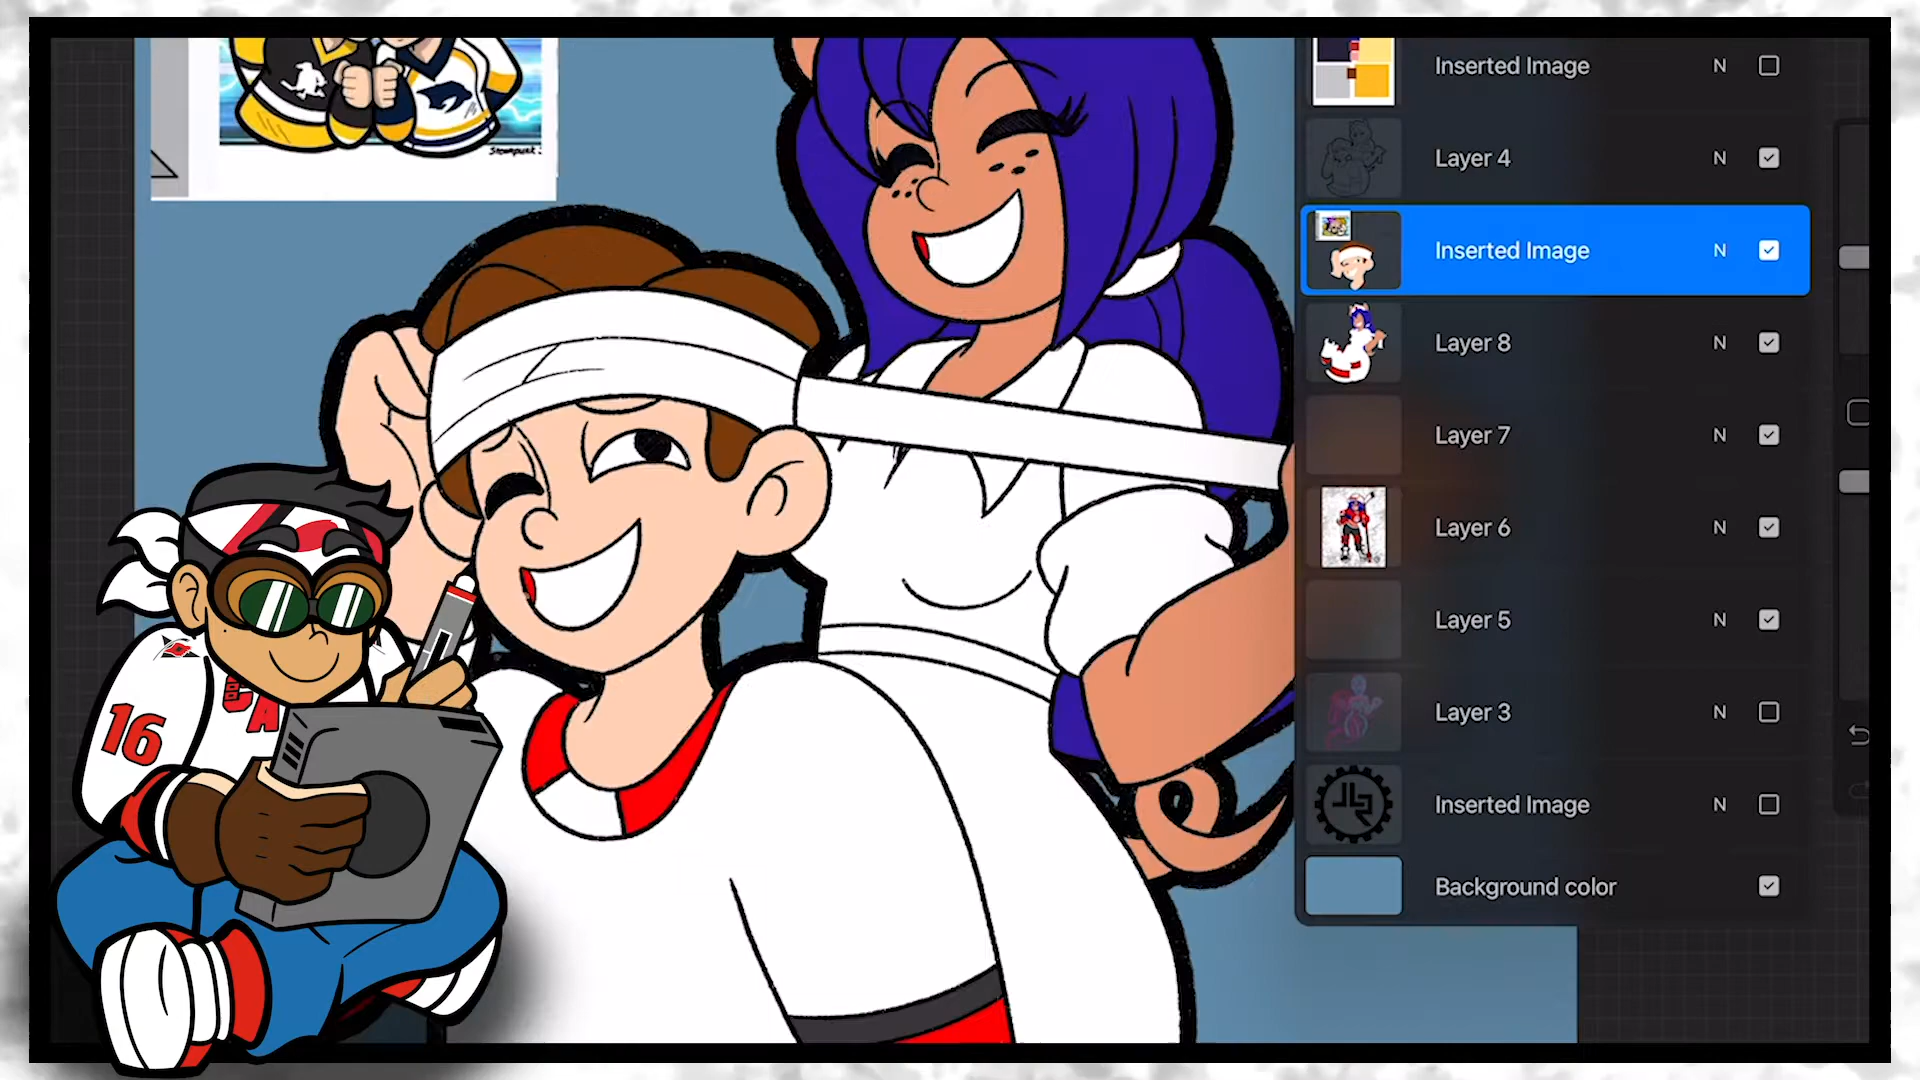 Inserted Image N
Stompurt:
Layer 4 N
Inserted Image N
Layer 8 N
Layer 7 N
Layer 6 N
Layer 5 N
16
Layer 3 N
Inserted Image N
Background color